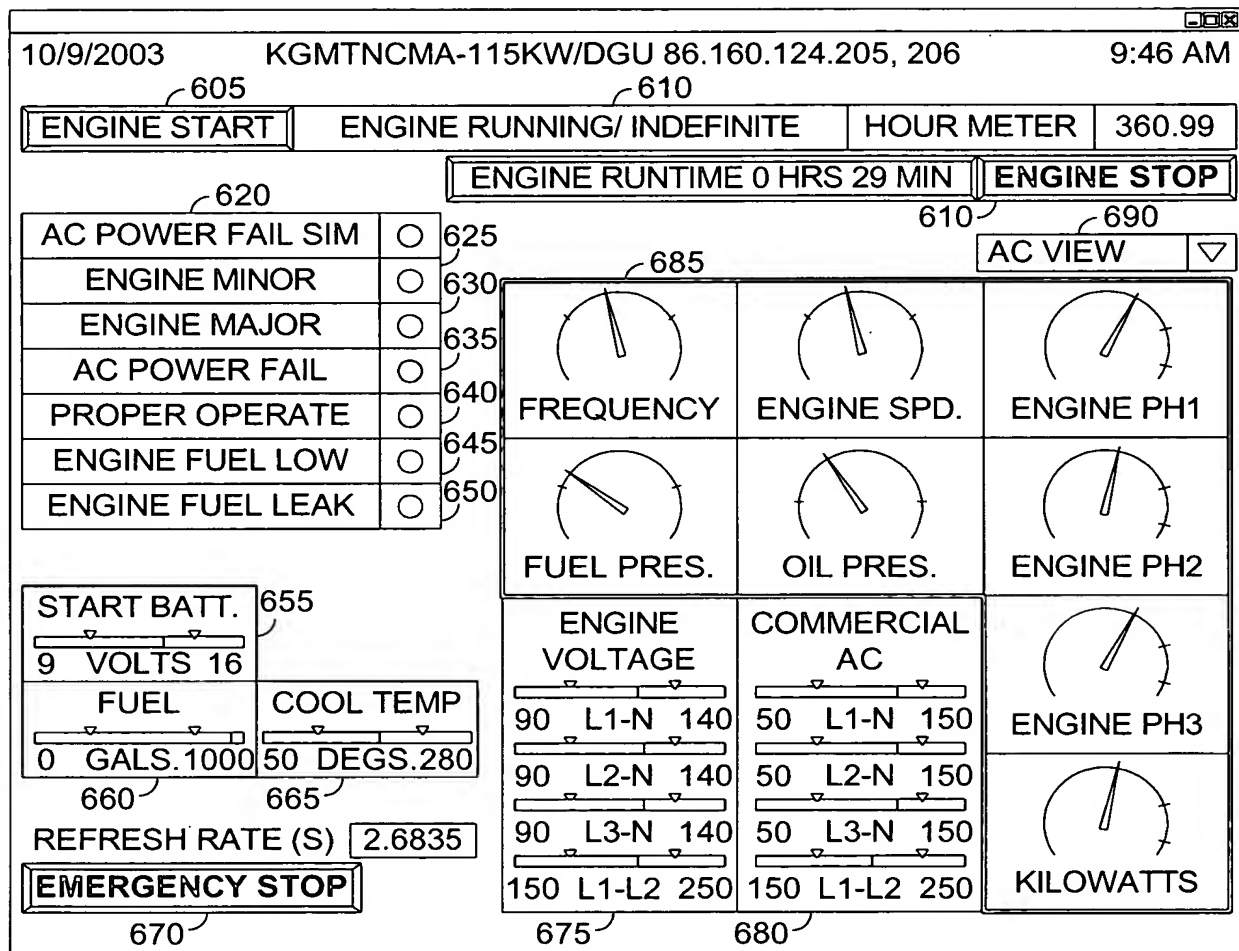 10/9/2003 KGMTNCMA-115KW/DGU 86.160.124.205, 206 9:46 AM
605 610
ENGINE START ENGINE RUNNING/ INDEFINITE HOUR METER 360.99
ENGINE RUNTIME 0 HRS 29 MIN ENGINE STOP
620 610 690
AC POWER FAIL SIM 625 AC VIEW
ENGINE MINOR 630 685
ENGINE MAJOR 635
AC POWER FAIL 640
PROPER OPERATE 645
ENGINE FUEL LOW 650
ENGINE FUEL LEAK
FREQUENCY ENGINE SPD. ENGINE PH1
FUEL PRES. OIL PRES. ENGINE PH2
START BATT. 655
9 VOLTS 16
FUEL COOL TEMP
0 GALS. 1000 50 DEGS. 280
660 665
REFRESH RATE (S) 2.6835
EMERGENCY STOP
670
ENGINE VOLTAGE COMMERCIAL AC
90 L1-N 140 50 L1-N 150
90 L2-N 140 50 L2-N 150
90 L3-N 140 50 L3-N 150
150 L1-L2 250 150 L1-L2 250
675 680
ENGINE PH3
KILOWATTS